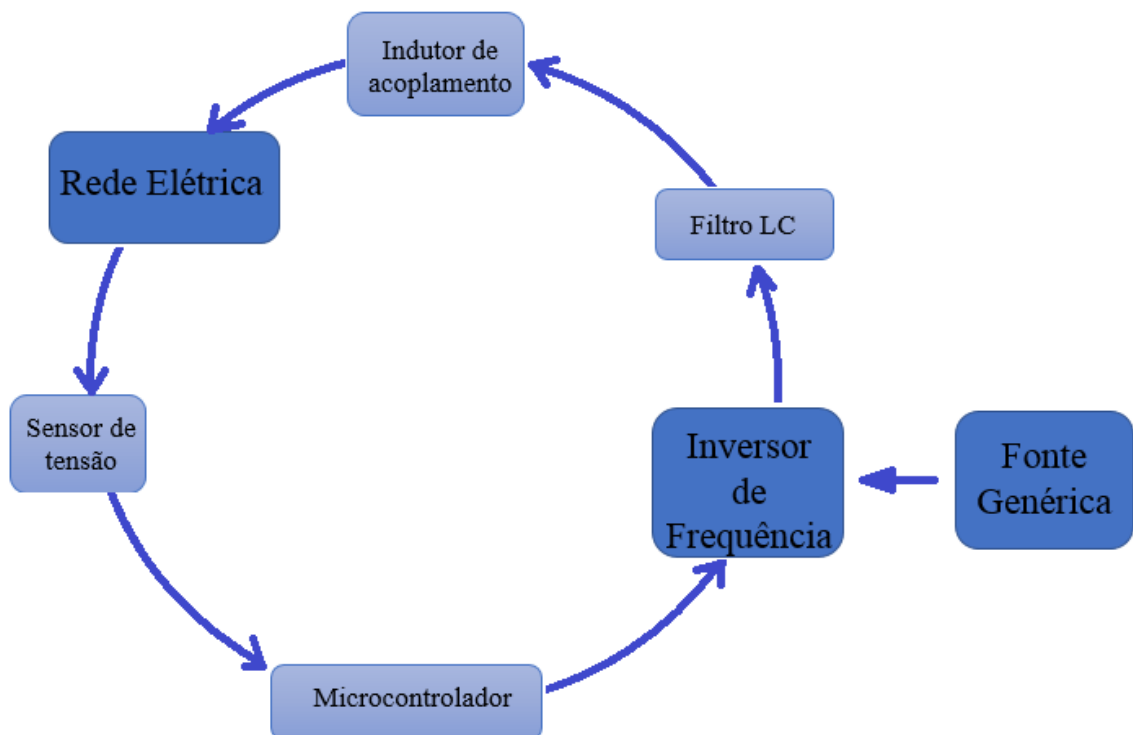 Indutor de
acoplamento
Rede Elétrica
Filtro LC
Sensor de
tensão
Inversor
de
Frequência
Fonte
Genérica
Microcontrolador